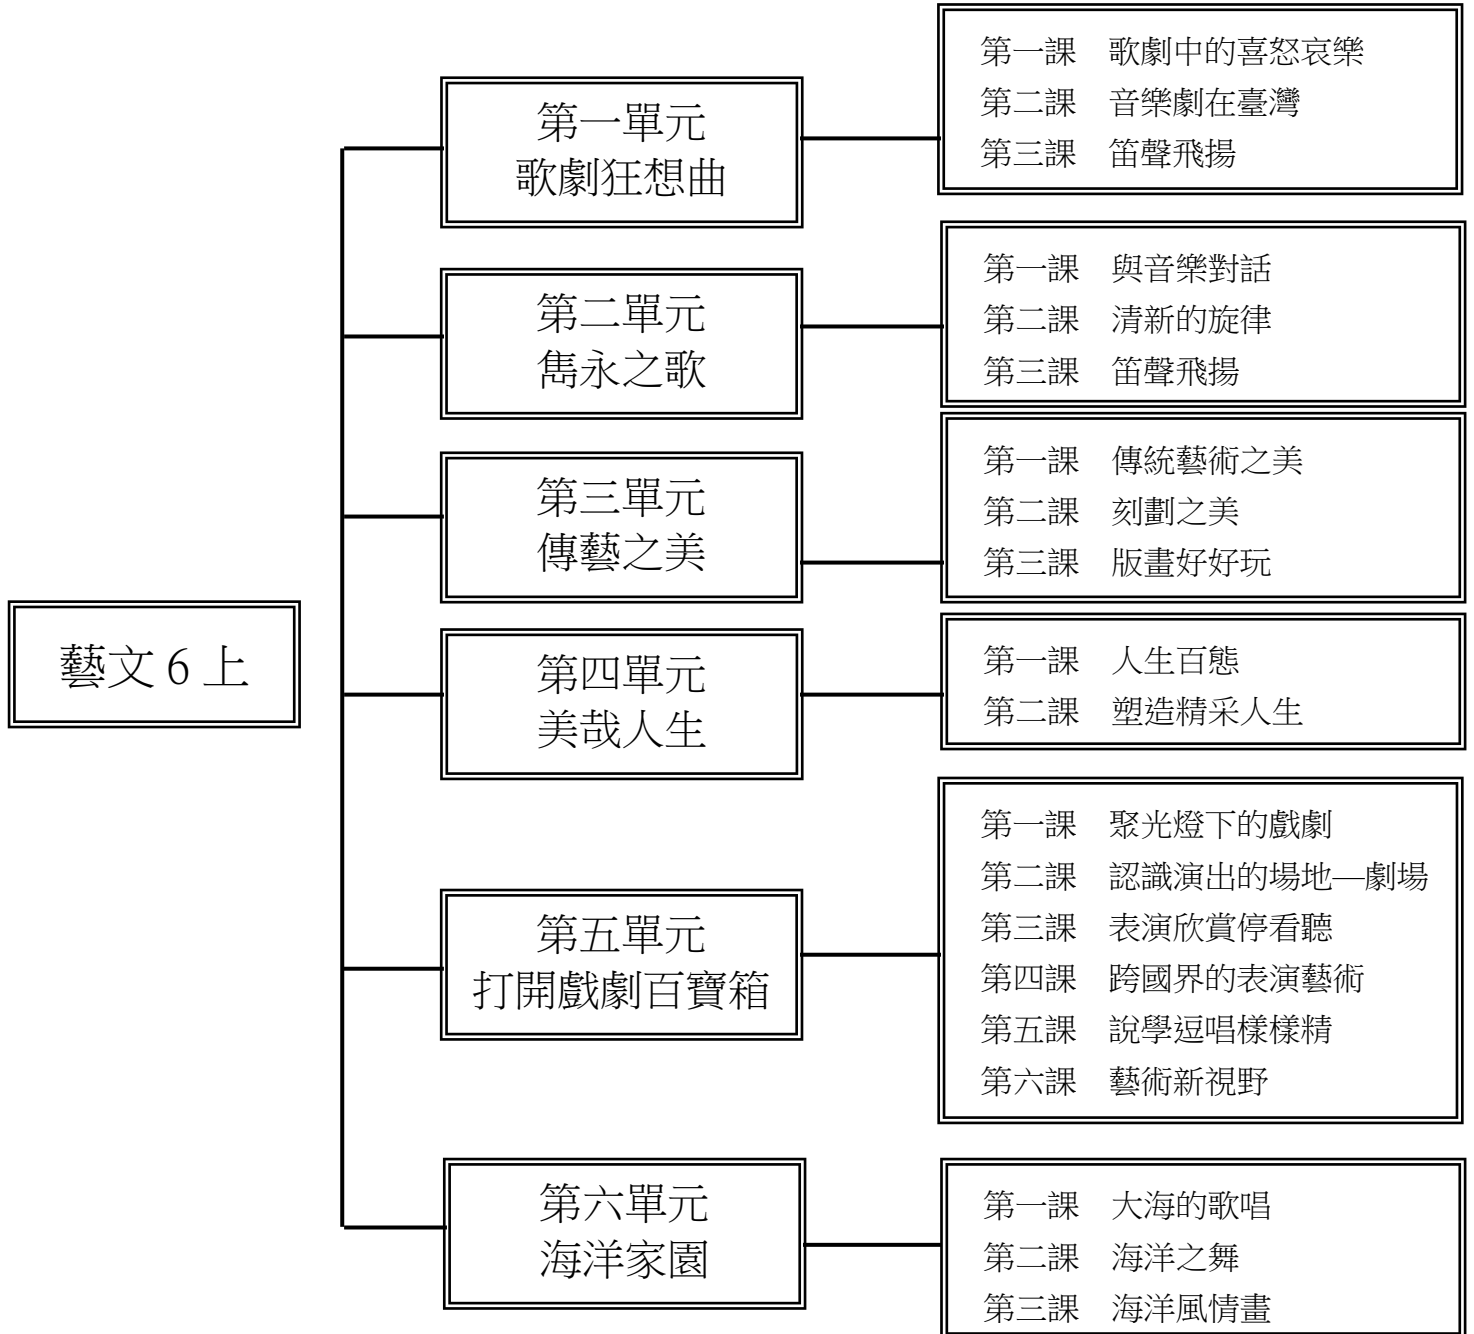 藝文 6 上
第一單元
歌劇狂想曲
第一課　歌劇中的喜怒哀樂
第二課　音樂劇在臺灣
第三課　笛聲飛揚
第二單元
雋永之歌
第一課　與音樂對話
第二課　清新的旋律
第三課　笛聲飛揚
第三單元
傳藝之美
第一課　傳統藝術之美
第二課　刻劃之美
第三課　版畫好好玩
第四單元
美哉人生
第一課　人生百態
第二課　塑造精采人生
第五單元
打開戲劇百寶箱
第一課　聚光燈下的戲劇
第二課　認識演出的場地—劇場
第三課　表演欣賞停看聽
第四課　跨國界的表演藝術
第五課　說學逗唱樣樣精
第六課　藝術新視野
第六單元
海洋家園
第一課　大海的歌唱
第二課　海洋之舞
第三課　海洋風情畫